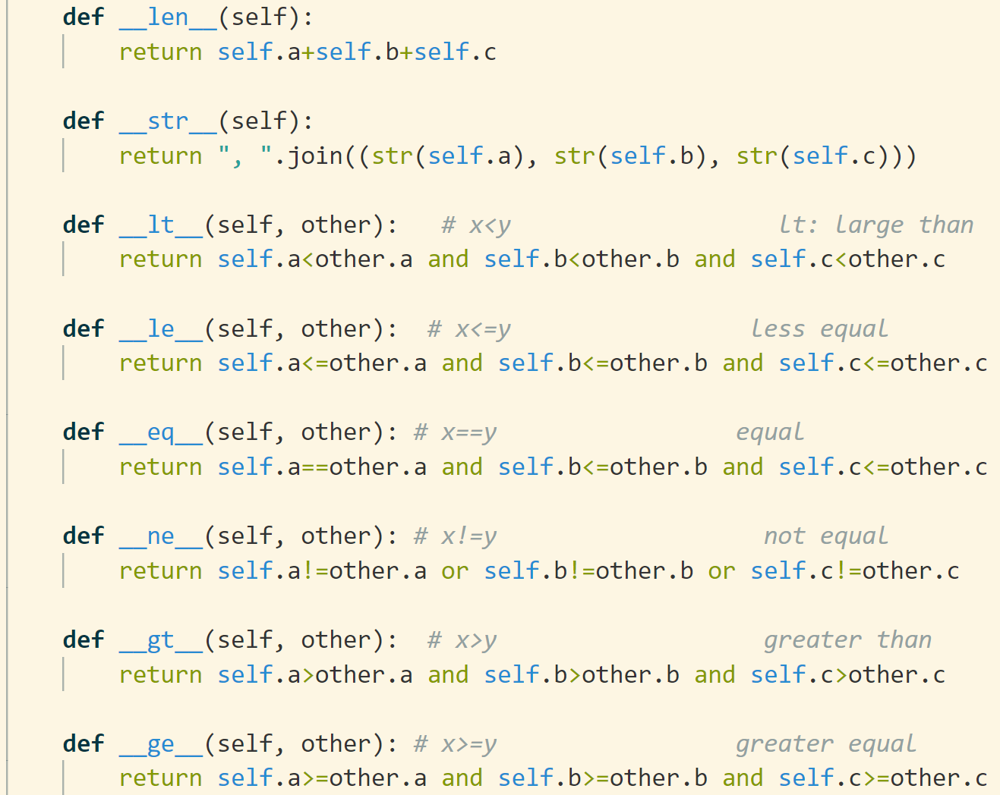 def __len__(self):
    return self.a+self.b+self.c

def __str__(self):
    return ", ".join((str(self.a), str(self.b), str(self.c)))

def __lt__(self, other):   # x<y                   lt: large than
    return self.a<other.a and self.b<other.b and self.c<other.c

def __le__(self, other):  # x<=y                 less equal
    return self.a<=other.a and self.b<=other.b and self.c<=other.c

def __eq__(self, other): # x==y                 equal
    return self.a==other.a and self.b<=other.b and self.c<=other.c

def __ne__(self, other): # x!=y                   not equal
    return self.a!=other.a or self.b!=other.b or self.c!=other.c

def __gt__(self, other):  # x>y                   greater than
    return self.a>other.a and self.b>other.b and self.c>other.c

def __ge__(self, other): # x>=y                 greater equal
    return self.a>=other.a and self.b>=other.b and self.c>=other.c